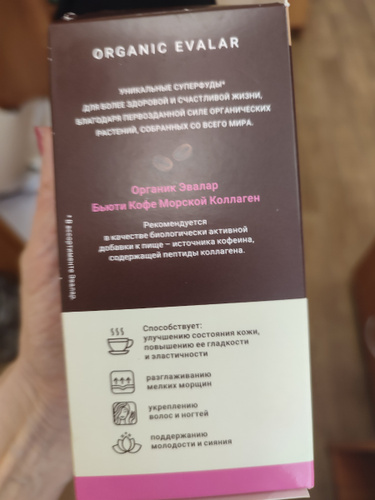 ORGANIC EVALAR
УНИКАЛЬНЫЕ СУПЕРФУДЫ*
ДЛЯ БОЛЕЕ ЗДОРОВОЙ И СЧАСТЛИВОЙ ЖИЗНИ,
БЛАГОДАРЯ ПЕРВОЗДАННОЙ СИЛЕ ОРГАНИЧЕСКИХ
РАСТЕНИЙ, СОБРАННЫХ СО ВСЕГО МИРА.
Органик Эвалар
Бьюти Кофе Морской Коллаген
Рекомендуется
в качестве биологически активной
добавки к пище – источника кофеина,
содержащей пептиды коллагена.
* В ассортименте Эвалар.
Способствует:
улучшению состояния кожи,
повышению ее гладкости
и эластичности
разглаживанию
мелких морщин
укреплению
волос и ногтей
поддержанию
молодости и сияния